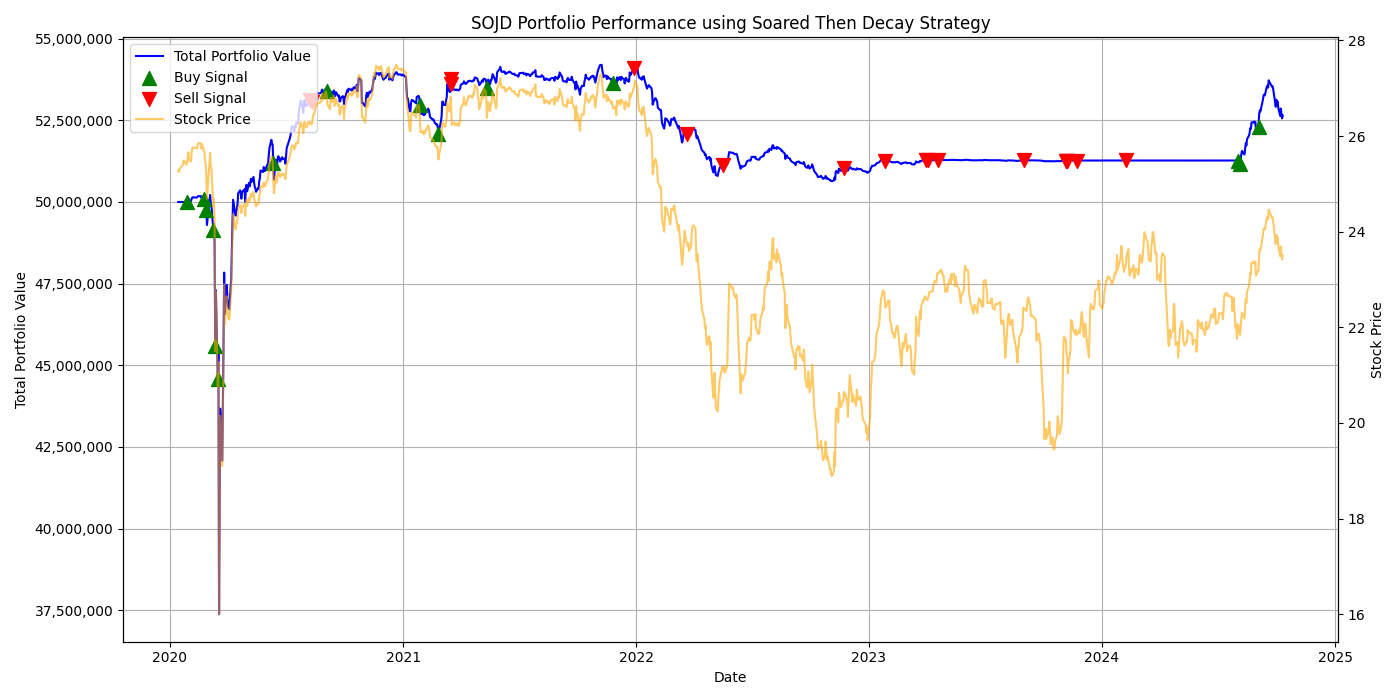 SOJD Portfolio Performance using Soared Then Decay Strategy
Total Portfolio Value
Buy Signal
Sell Signal
Stock Price
55,000,000
52,500,000
50,000,000
47,500,000
45,000,000
42,500,000
40,000,000
37,500,000
Total Portfolio Value
28
26
24
22
20
18
16
Stock Price
2020
2021
2022
2023
2024
2025
Date